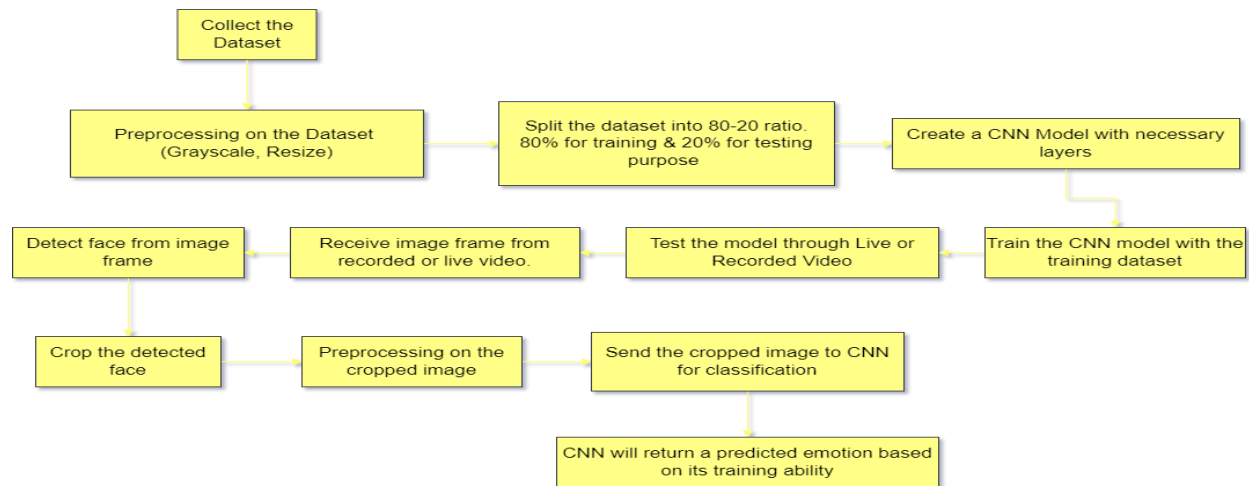 Collect the
Dataset
Preprocessing on the Dataset
(Grayscale, Resize)
Split the dataset into 80-20 ratio.
80% for training & 20% for testing
purpose
Create a CNN Model with necessary
layers
Train the CNN model with the
training dataset
Test the model through Live or
Recorded Video
Receive image frame from
recorded or live video.
Detect face from image
frame
Crop the detected
face
Preprocessing on the
cropped image
Send the cropped image to CNN
for classification
CNN will return a predicted emotion based
on its training ability